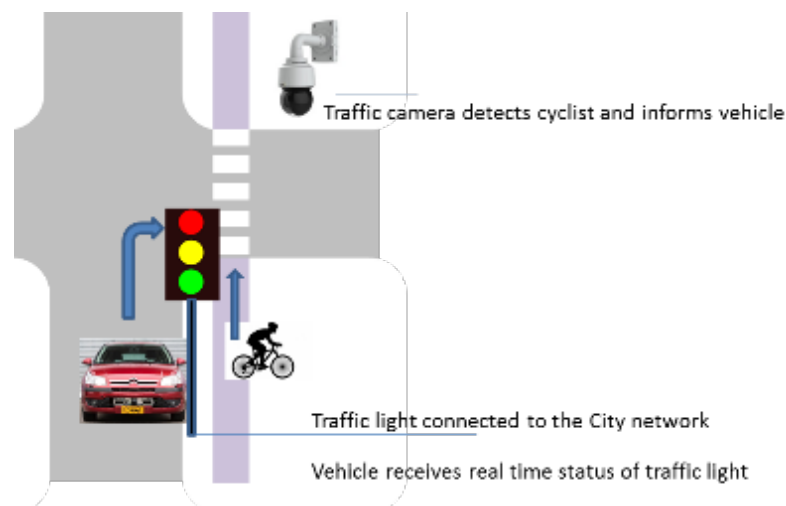 Traffic camera detects cyclist and informs vehicle
Traffic light connected to the City network
Vehicle receives real time status of traffic light